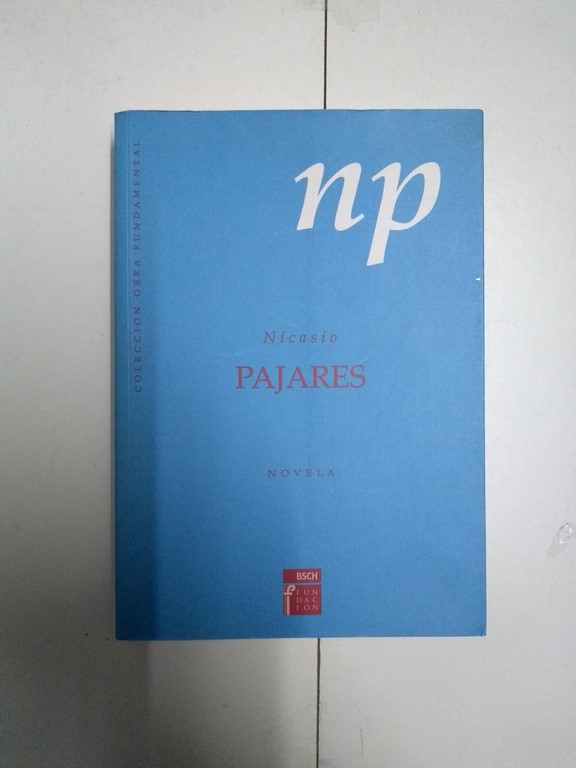 COLECCION OBRA FUNDAMENTAL
np
Nicasio
PAJARES
NOVELA
BSCH
f
FUN
DAC
ION